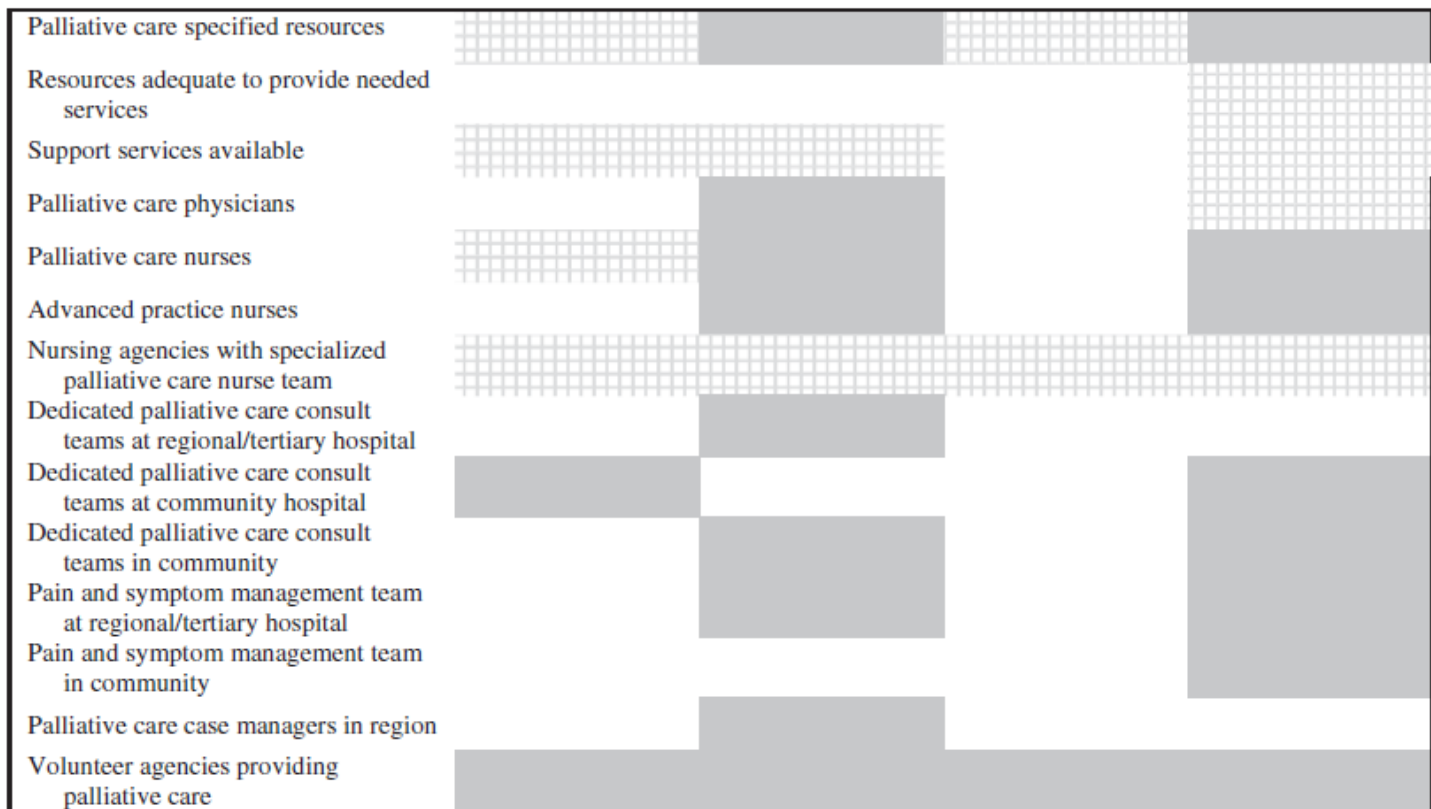 Palliative care specified resources
Resources adequate to provide needed
services
Support services available
Palliative care physicians
Palliative care nurses
Advanced practice nurses
Nursing agencies with specialized
palliative care nurse team
Dedicated palliative care consult
teams at regional/tertiary hospital
Dedicated palliative care consult
teams at community hospital
Dedicated palliative care consult
teams in community
Pain and symptom management team
at regional/tertiary hospital
Pain and symptom management team
in community
Palliative care case managers in region
Volunteer agencies providing
palliative care